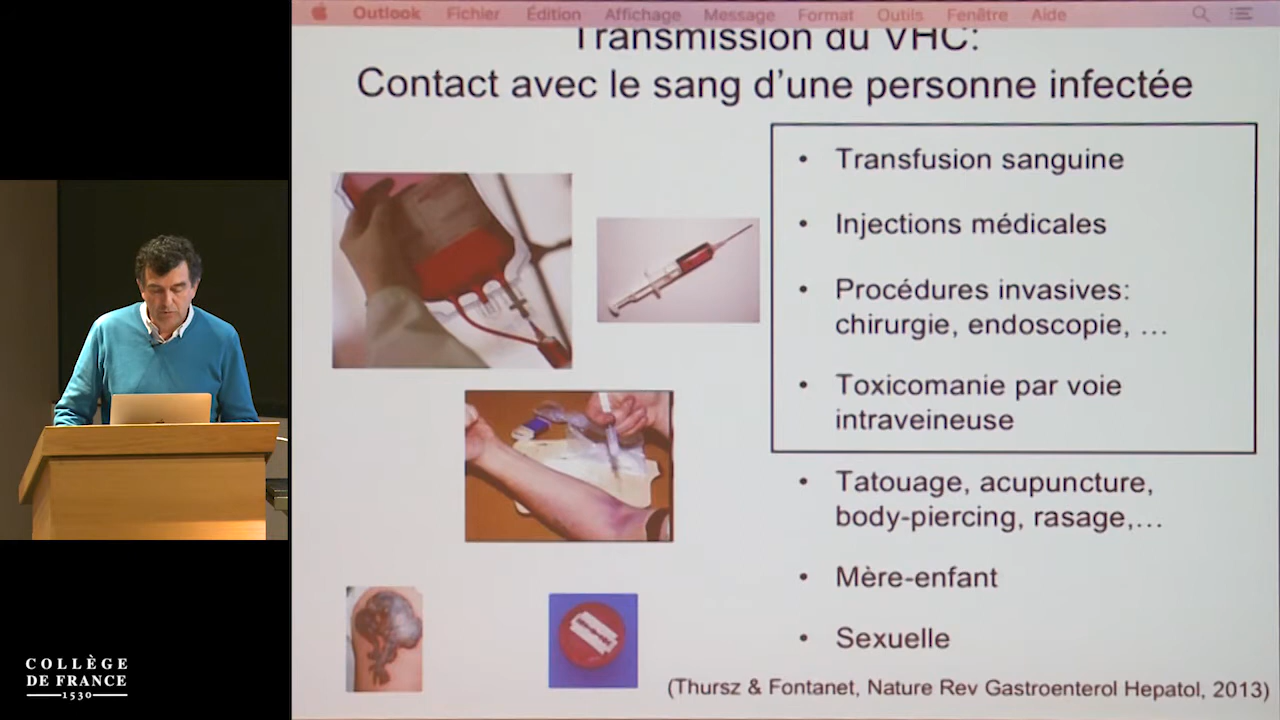 Outlook Fichier Édition Affichage Message Format Outils Fenêtre Aide
Transmission du VHC:
Contact avec le sang d'une personne infectée
• Transfusion sanguine
• Injections médicales
• Procédures invasives:
chirurgie, endoscopie, …
• Toxicomanie par voie
intraveineuse
• Tatouage, acupuncture,
body-piercing, rasage,…
• Mère-enfant
• Sexuelle
(Thursz & Fontanet, Nature Rev Gastroenterol Hepatol, 2013)
COLLÈGE
DE FRANCE
1530